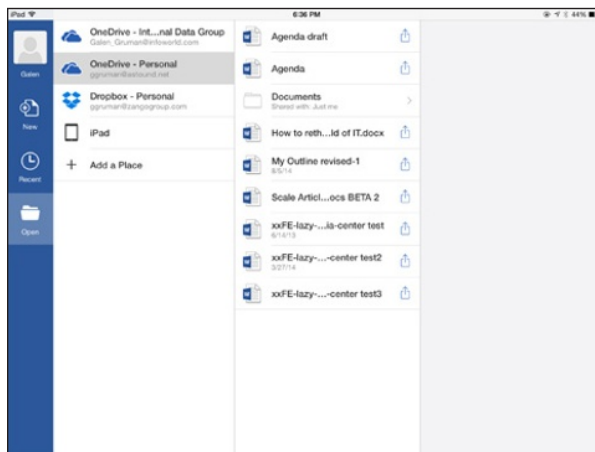 iPad
6:36 PM
44%
Galen
New
Recent
Open
OneDrive - Int...nal Data Group
Galen_Gruman@infoworld.com
OneDrive - Personal
ggruman@astound.net
Dropbox - Personal
ggruman@zangogroup.com
iPad
Add a Place
Agenda draft
Agenda
Documents
Shared with: Just me
How to reth...ld of IT.docx
My Outline revised-1
8/5/14
Scale Articl...ocs BETA 2
xxFE-lazy-...ia-center test
6/14/13
xxFE-lazy-...-center test2
3/27/14
xxFE-lazy-...-center test3